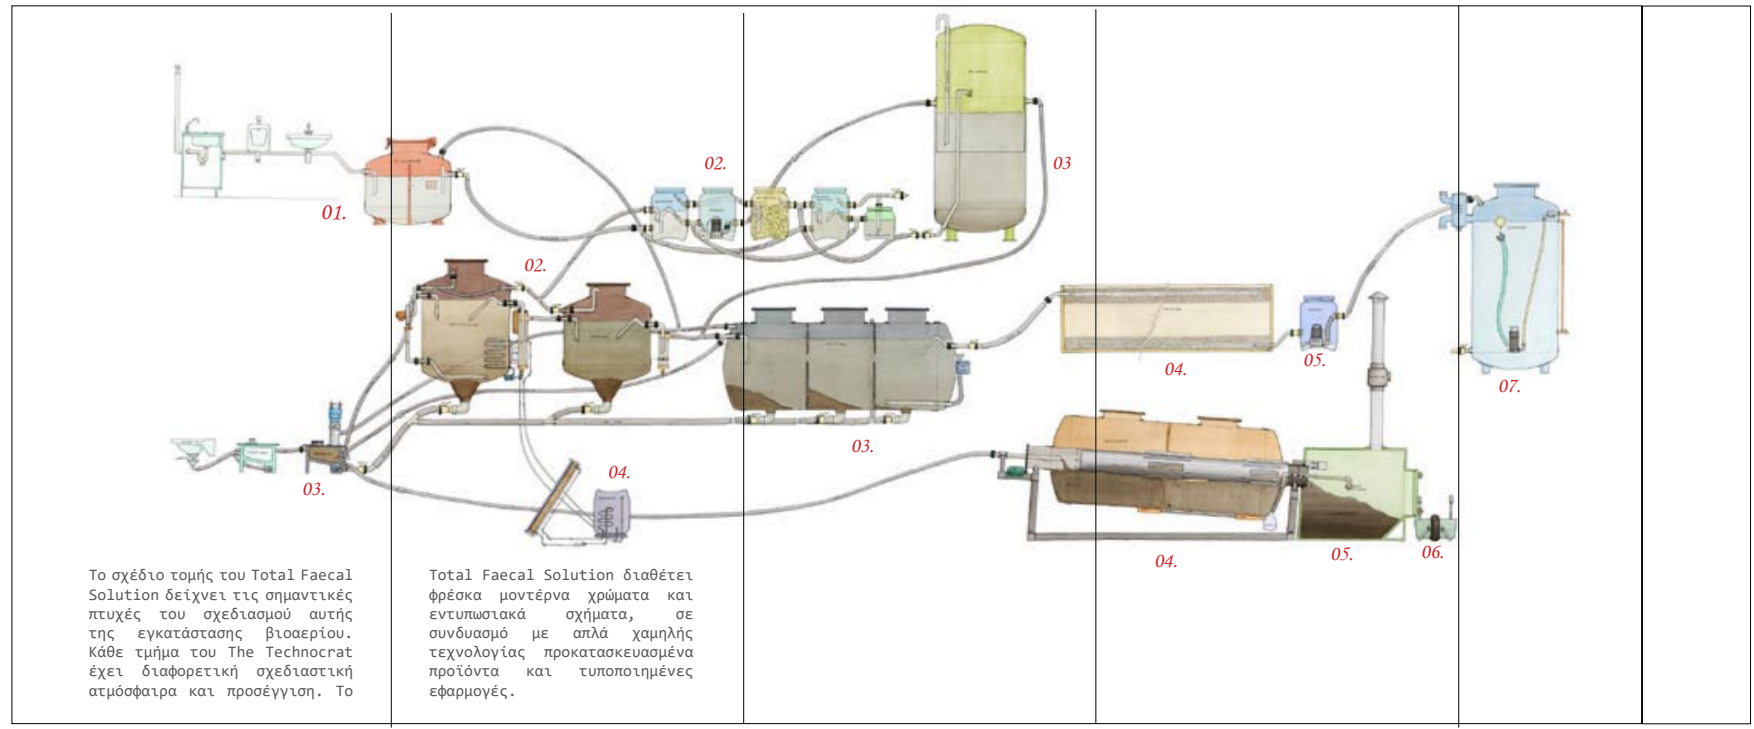 02.
03
01.
02.
04.
05.
07.
03.
04.
03.
04.
05.
06.
Το σχέδιο τομής του Total Faecal
Solution δείχνει τις σημαντικές
πτυχές του σχεδιασμού αυτής
της εγκατάστασης βιοαερίου.
Κάθε τμήμα του The Technocrat
έχει διαφορετική σχεδιαστική
ατμόσφαιρα και προσέγγιση. Το
Total Faecal Solution διαθέτει
φρέσκα μοντέρνα χρώματα και
εντυπωσιακά σχήματα, σε
συνδυασμό με απλά χαμηλής
τεχνολογίας προκατασκευασμένα
προϊόντα και τυποποιημένες
εφαρμογές.